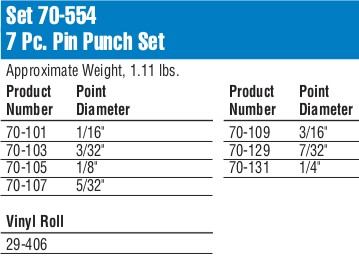 Set 70-554
7 Pc. Pin Punch Set
Approximate Weight, 1.11 lbs.
Product Number Point Diameter
70-101 1/16"
70-103 3/32"
70-105 1/8"
70-107 5/32"
Product Number Point Diameter
70-109 3/16"
70-129 7/32"
70-131 1/4"
Vinyl Roll
29-406